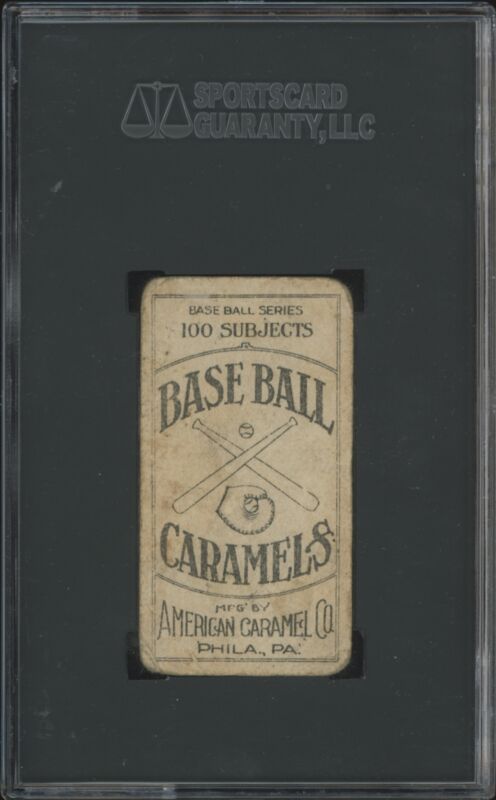 SPORTSCARD
GUARANTY, LLC
BASE BALL SERIES
100 SUBJECTS
BASE BALL
CARAMELS
MFG' BY
AMERICAN CARAMEL CO.
PHILA., PA.